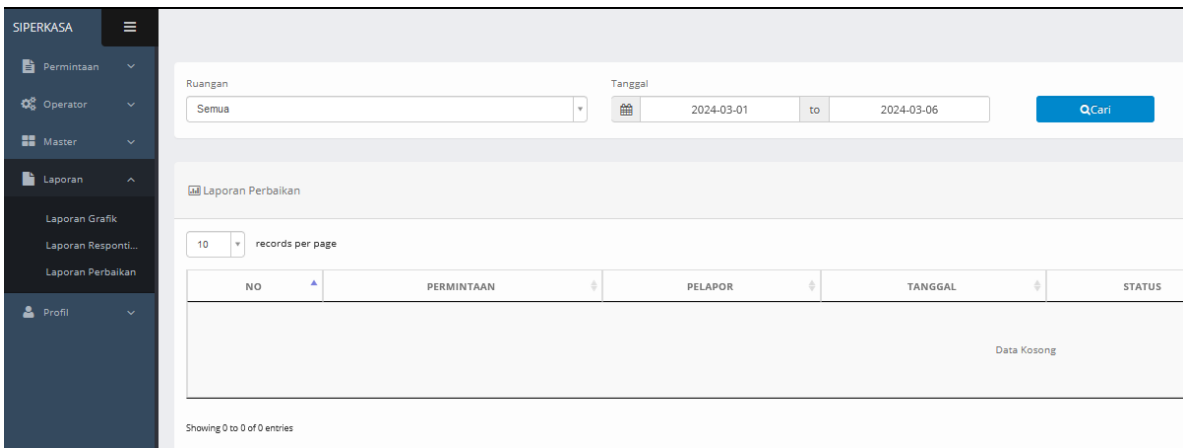 SIPERKASA
Permintaan
Operator
Master
Laporan
Laporan Grafik
Laporan Responti...
Laporan Perbaikan
Profil
Ruangan
Tanggal
Semua
2024-03-01 to 2024-03-06
Cari
Laporan Perbaikan
10 records per page
NO PERMINTAAN PELAPOR TANGGAL STATUS
Data Kosong
Showing 0 to 0 of 0 entries